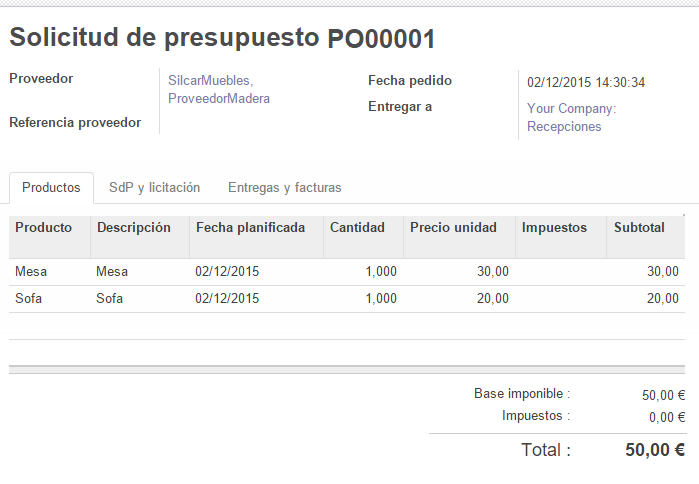 Solicitud de presupuesto PO00001
Proveedor SilcarMuebles, ProveedorMadera
Referencia proveedor
Fecha pedido 02/12/2015 14:30:34
Entregar a Your Company: Recepciones
Productos SdP y licitación Entregas y facturas
Producto Descripción Fecha planificada Cantidad Precio unidad Impuestos Subtotal
Mesa Mesa 02/12/2015 1,000 30,00 30,00
Sofa Sofa 02/12/2015 1,000 20,00 20,00
Base imponible : 50,00 €
Impuestos : 0,00 €
Total : 50,00 €